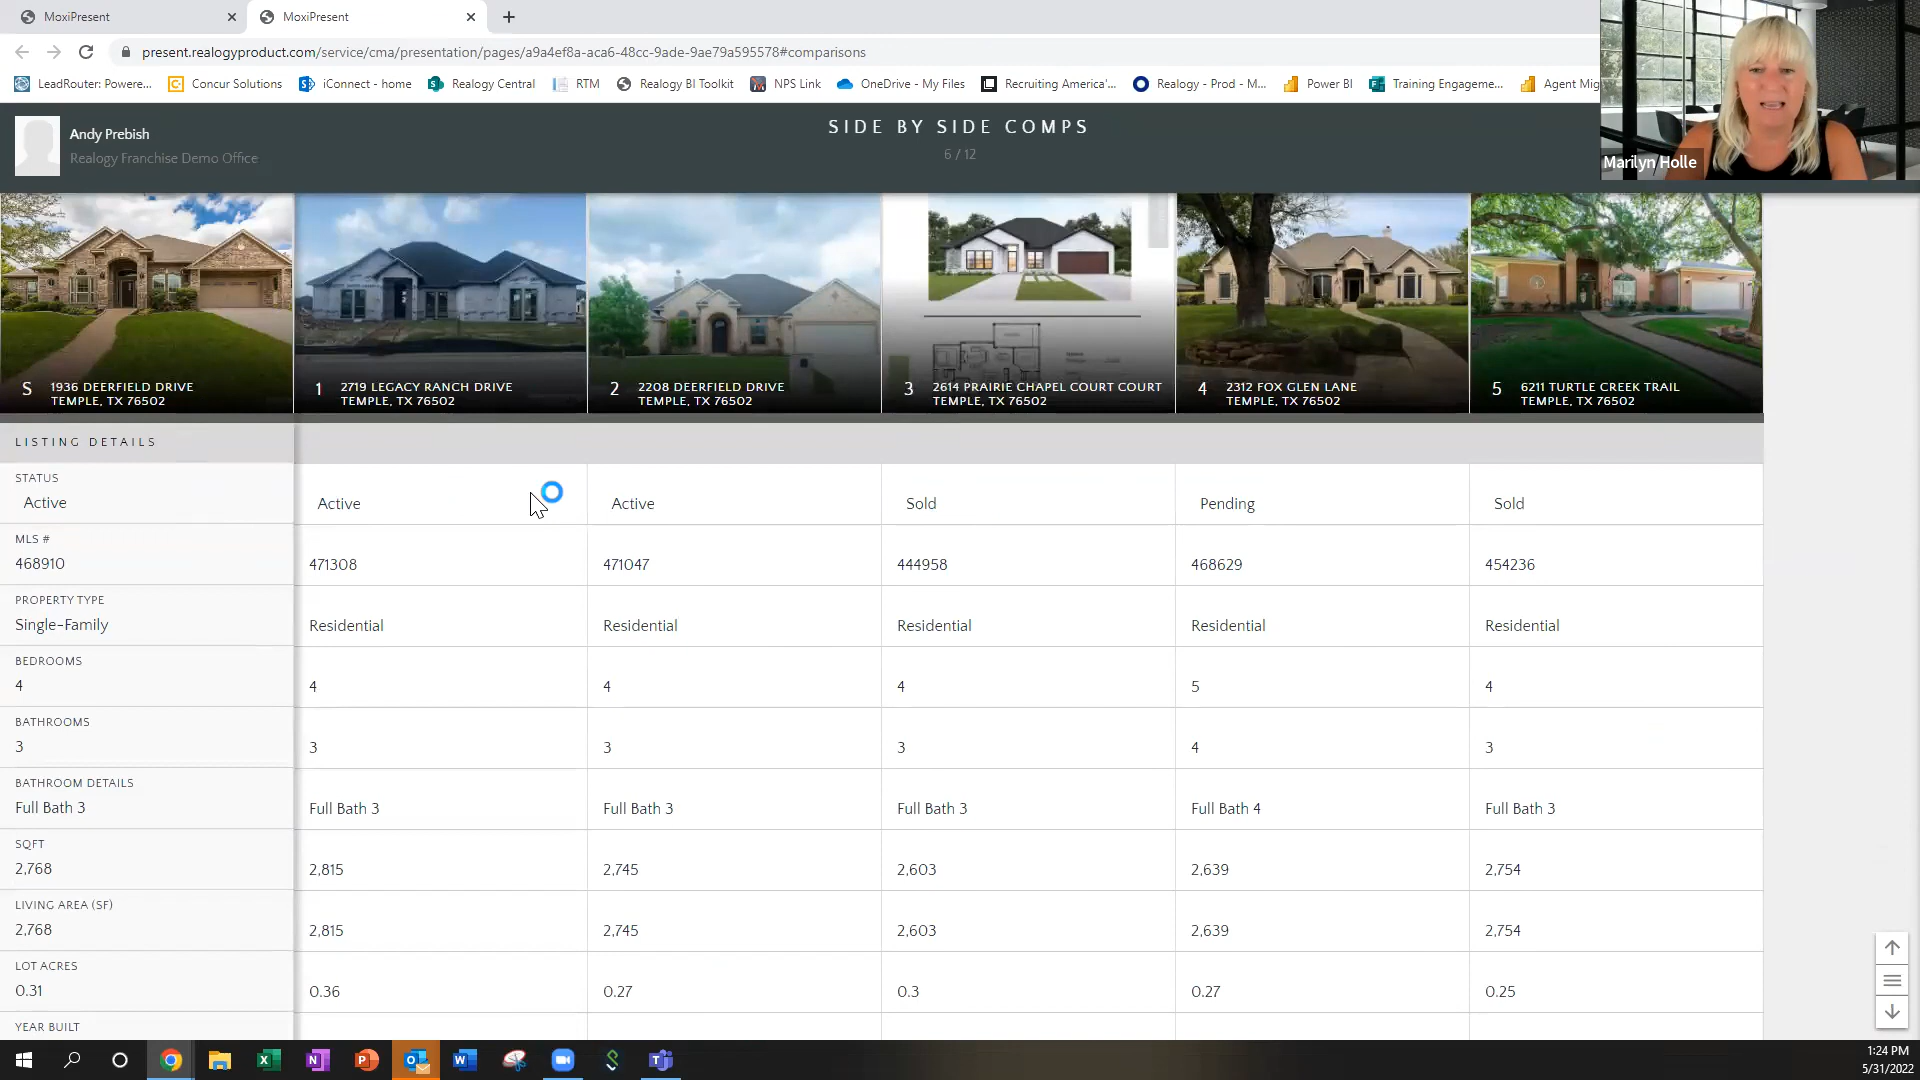 MoxiPresent
MoxiPresent
present.realogyproduct.com/service/cma/presentation/pages/a9a4ef8a-aca6-48cc-9ade-9ae79a595578#comparisons
LeadRouter: Powere... Concur Solutions iConnect - home Realogy Central RTM Realogy BI Toolkit NPS Link OneDrive - My Files Recruiting America'... Realogy - Prod - M... Power BI Training Engageme... Agent Mig
Andy Prebish
Realogy Franchise Demo Office
SIDE BY SIDE COMPS
6 / 12
Marilyn Holle
S 1936 DEERFIELD DRIVE
TEMPLE, TX 76502
1 2719 LEGACY RANCH DRIVE
TEMPLE, TX 76502
2 2208 DEERFIELD DRIVE
TEMPLE, TX 76502
3 2614 PRAIRIE CHAPEL COURT COURT
TEMPLE, TX 76502
4 2312 FOX GLEN LANE
TEMPLE, TX 76502
5 6211 TURTLE CREEK TRAIL
TEMPLE, TX 76502
LISTING DETAILS
STATUS
Active Active Active Sold Pending Sold
MLS #
468910 471308 471047 444958 468629 454236
PROPERTY TYPE
Single-Family Residential Residential Residential Residential Residential
BEDROOMS
4 4 4 4 5 4
BATHROOMS
3 3 3 3 4 3
BATHROOM DETAILS
Full Bath 3 Full Bath 3 Full Bath 3 Full Bath 3 Full Bath 4 Full Bath 3
SQFT
2,768 2,815 2,745 2,603 2,639 2,754
LIVING AREA (SF)
2,768 2,815 2,745 2,603 2,639 2,754
LOT ACRES
0.31 0.36 0.27 0.3 0.27 0.25
YEAR BUILT
1:24 PM
5/31/2022